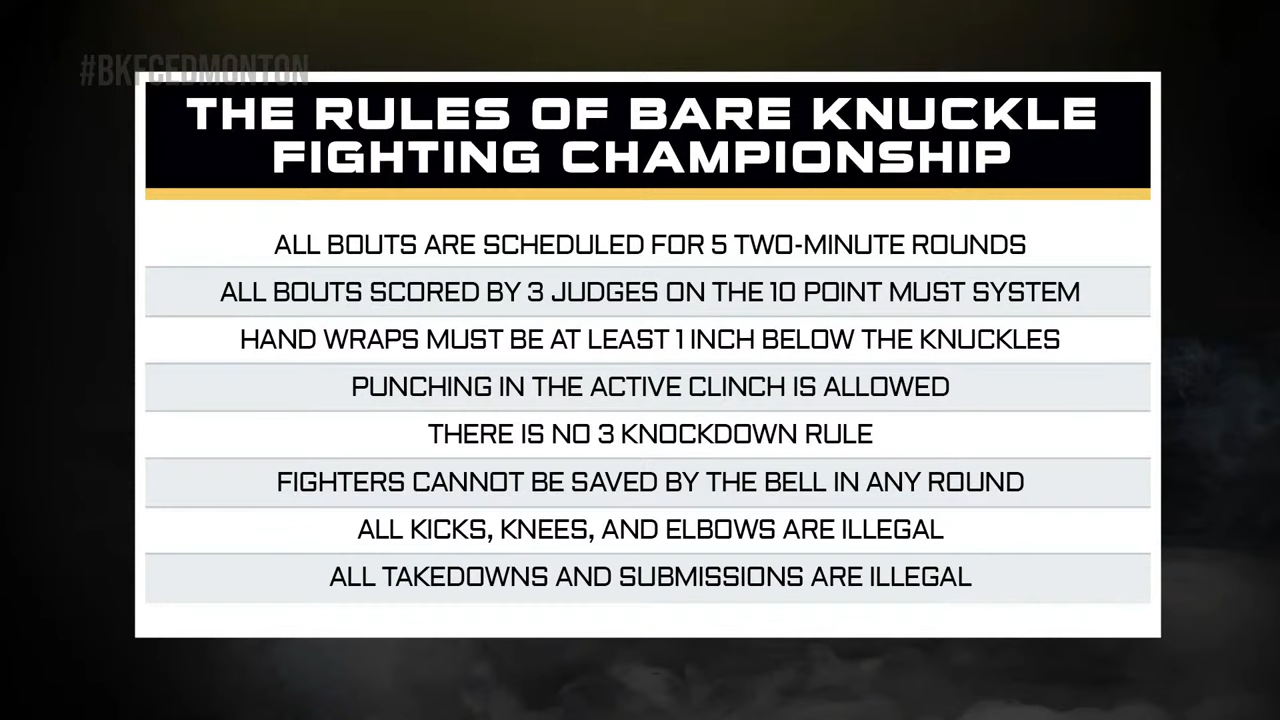 #BKFCEDMONTON
THE RULES OF BARE KNUCKLE
FIGHTING CHAMPIONSHIP
ALL BOUTS ARE SCHEDULED FOR 5 TWO-MINUTE ROUNDS
ALL BOUTS SCORED BY 3 JUDGES ON THE 10 POINT MUST SYSTEM
HAND WRAPS MUST BE AT LEAST 1 INCH BELOW THE KNUCKLES
PUNCHING IN THE ACTIVE CLINCH IS ALLOWED
THERE IS NO 3 KNOCKDOWN RULE
FIGHTERS CANNOT BE SAVED BY THE BELL IN ANY ROUND
ALL KICKS, KNEES, AND ELBOWS ARE ILLEGAL
ALL TAKEDOWNS AND SUBMISSIONS ARE ILLEGAL